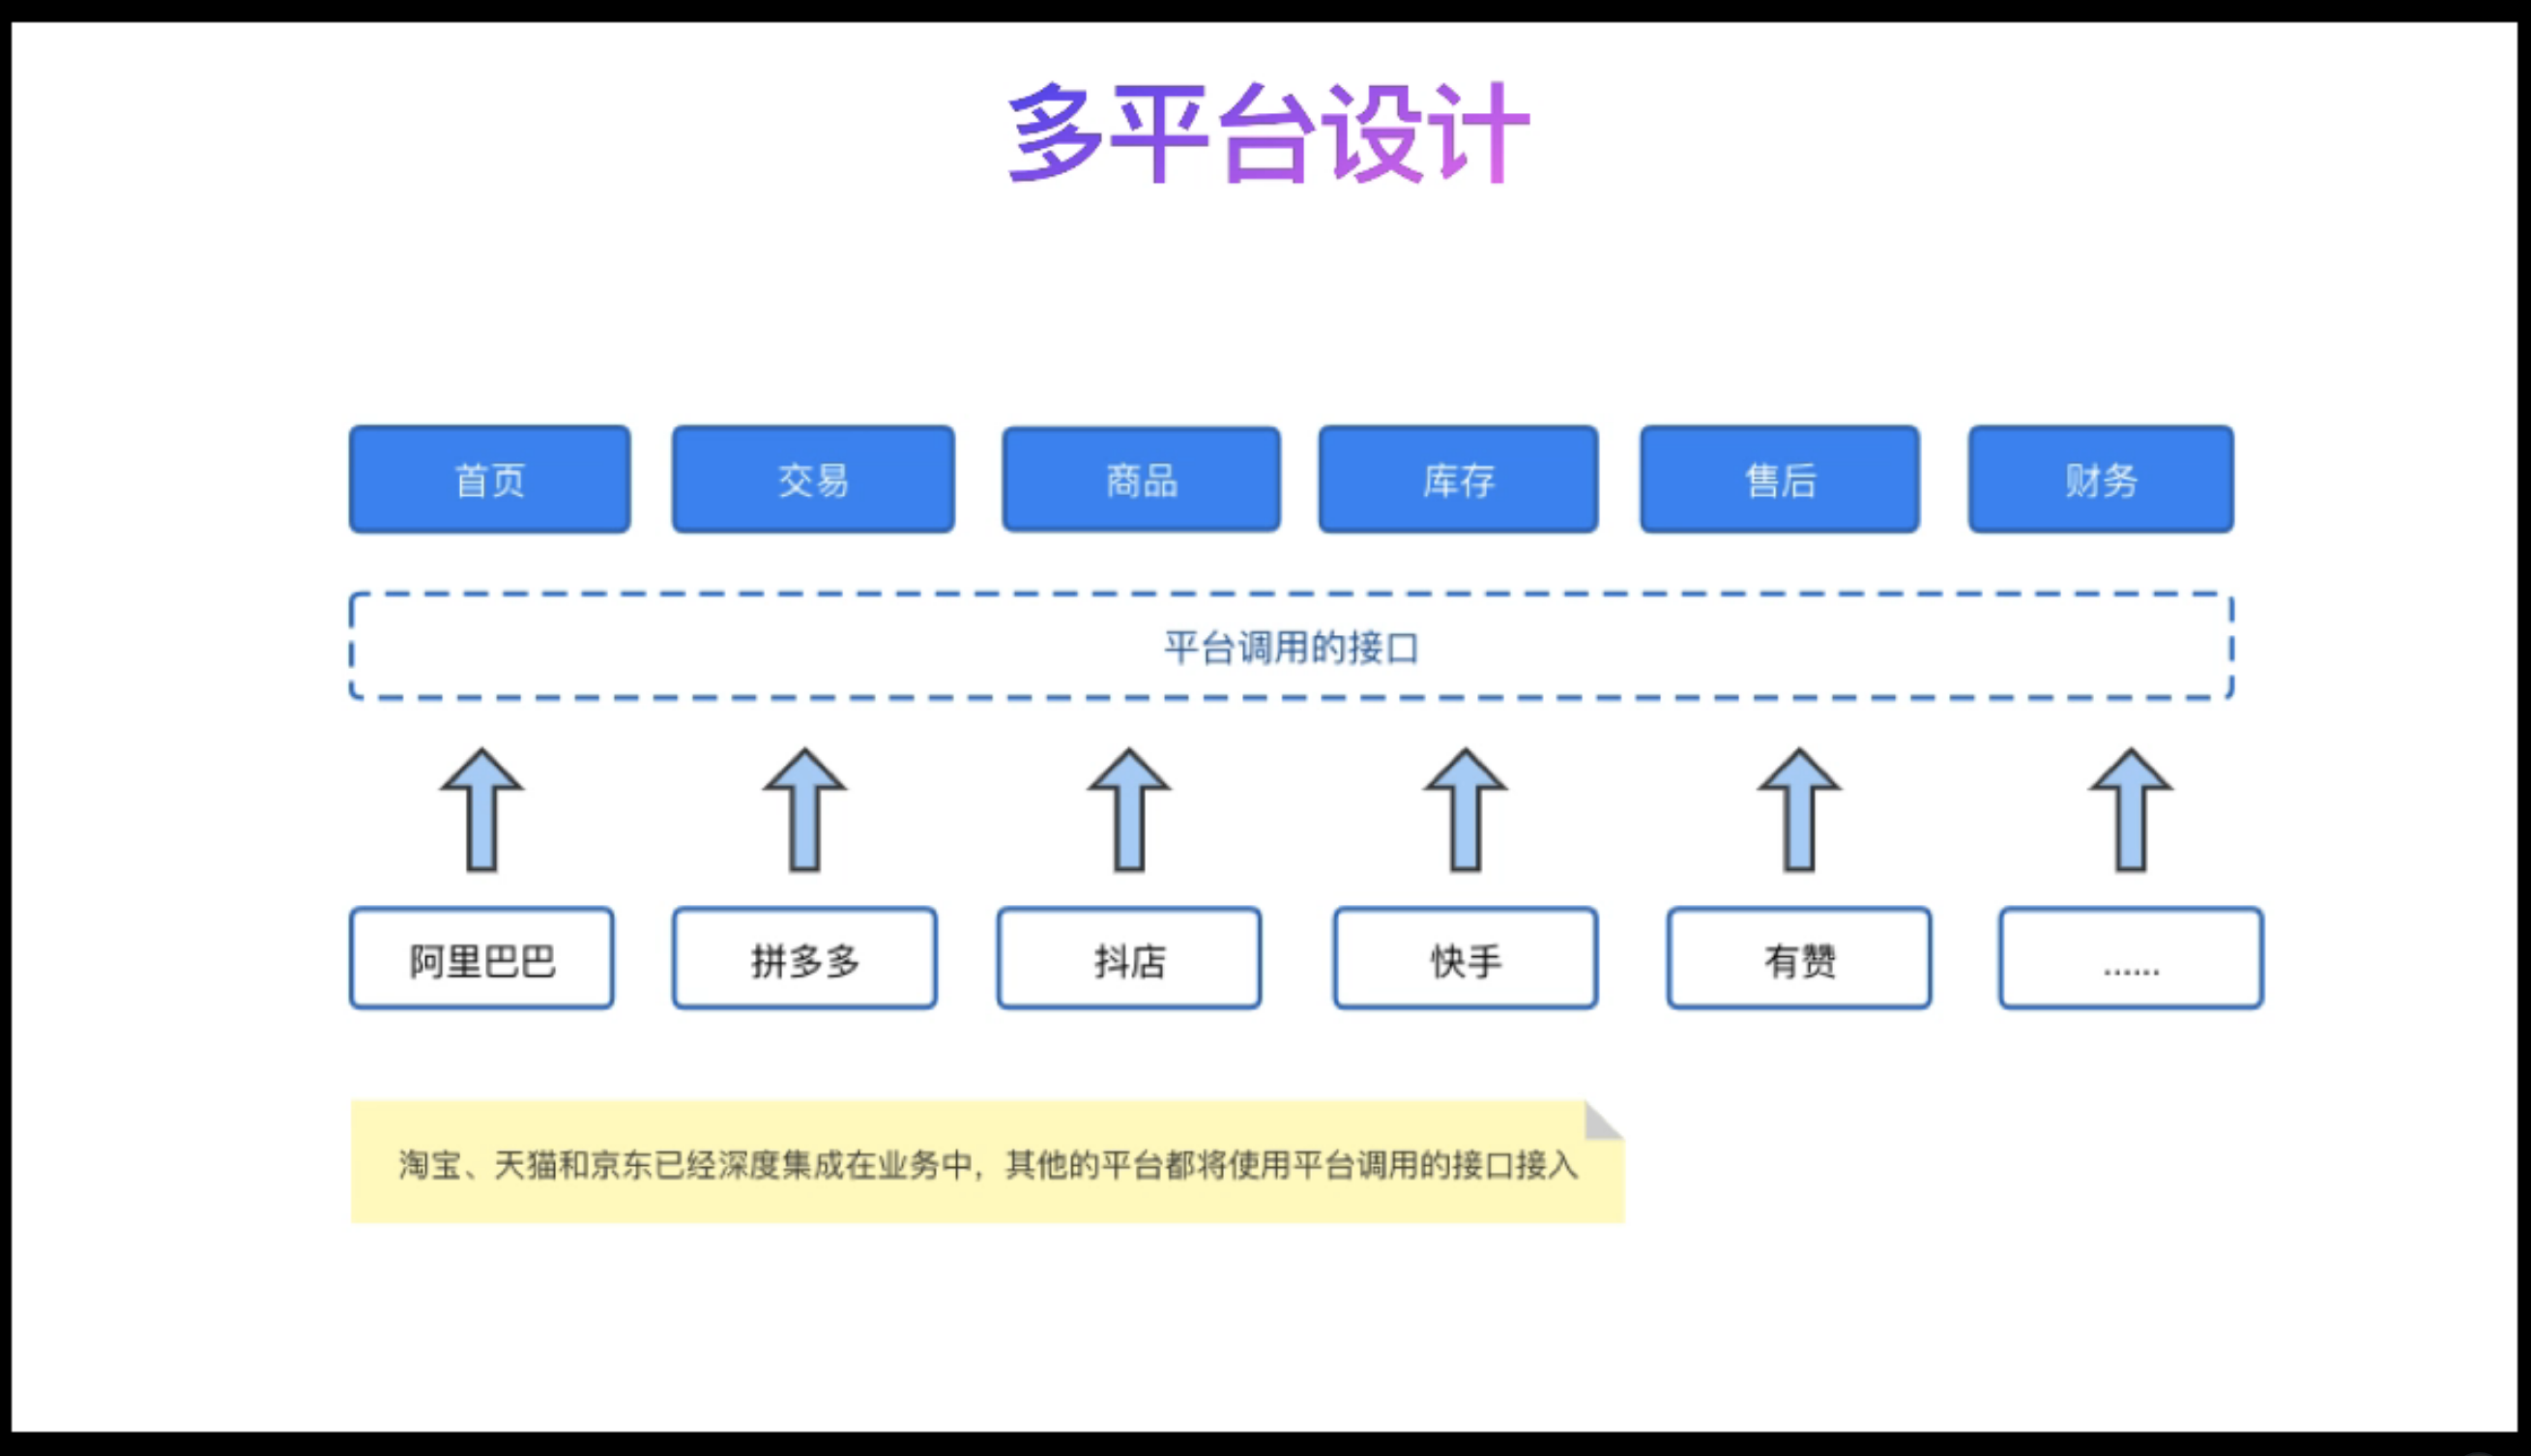 多平台设计
首页 交易 商品 库存 售后 财务
平台调用的接口
阿里巴巴 拼多多 抖店 快手 有赞 ......
淘宝、天猫和京东已经深度集成在业务中，其他的平台都将使用平台调用的接口接入